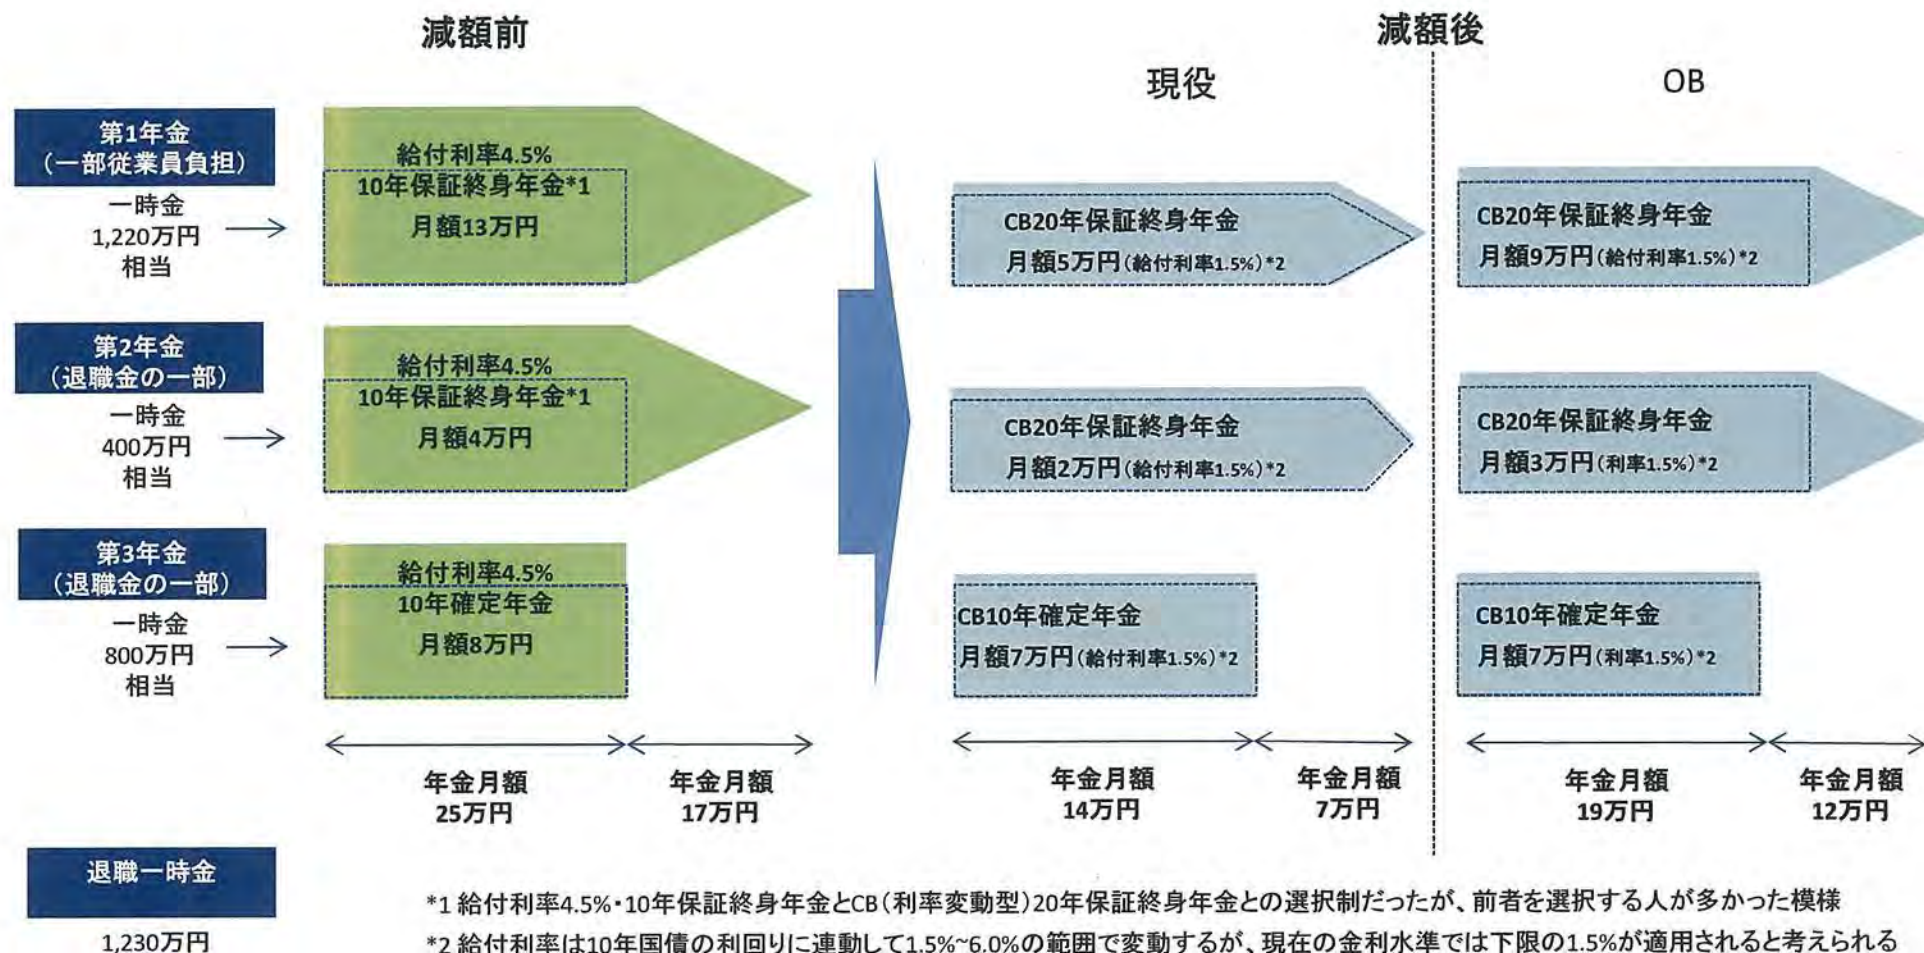 減額前
第1年金
（一部従業員負担）
一時金
1,220万円
相当
給付利率4.5%
10年保証終身年金*1
月額13万円
第2年金
（退職金の一部）
一時金
400万円
相当
給付利率4.5%
10年保証終身年金*1
月額4万円
第3年金
（退職金の一部）
一時金
800万円
相当
給付利率4.5%
10年確定年金
月額8万円
年金月額
25万円
年金月額
17万円
減額後
現役
CB20年保証終身年金
月額5万円（給付利率1.5%）*2
CB20年保証終身年金
月額2万円（給付利率1.5%）*2
CB10年確定年金
月額7万円（給付利率1.5%）*2
年金月額
14万円
年金月額
7万円
OB
CB20年保証終身年金
月額9万円（給付利率1.5%）*2
CB20年保証終身年金
月額3万円（利率1.5%）*2
CB10年確定年金
月額7万円（利率1.5%）*2
年金月額
19万円
年金月額
12万円
退職一時金
1,230万円
*1 給付利率4.5%・10年保証終身年金とCB（利率変動型）20年保証終身年金との選択制だったが、前者を選択する人が多かった模様
*2 給付利率は10年国債の利回りに連動して1.5%~6.0%の範囲で変動するが、現在の金利水準では下限の1.5%が適用されると考えられる